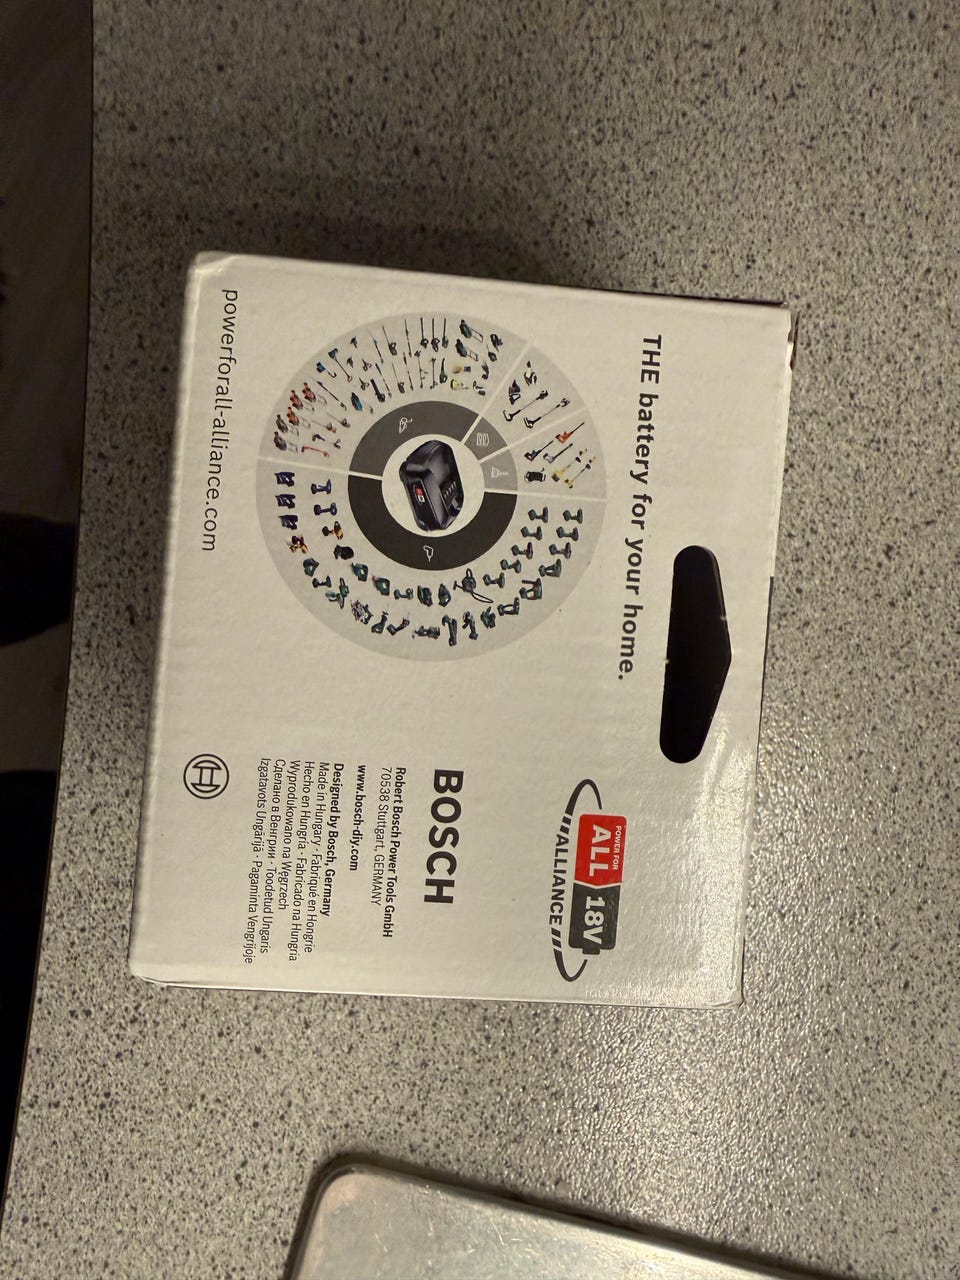 THE battery for your home.
powerforall-alliance.com
POWER FOR
ALL 18V
ALLIANCE
BOSCH
Robert Bosch Power Tools GmbH
70538 Stuttgart, GERMANY
www.bosch-diy.com
Designed by Bosch, Germany
Made in Hungary · Fabriqué en Hongrie
Hecho en Hungría · Fabricado na Hungria
Wyprodukowano na Węgrzech
Сделано в Венгрии · Toodetud Ungaris
Izgatavots Ungārijā · Pagaminta Vengrijoje